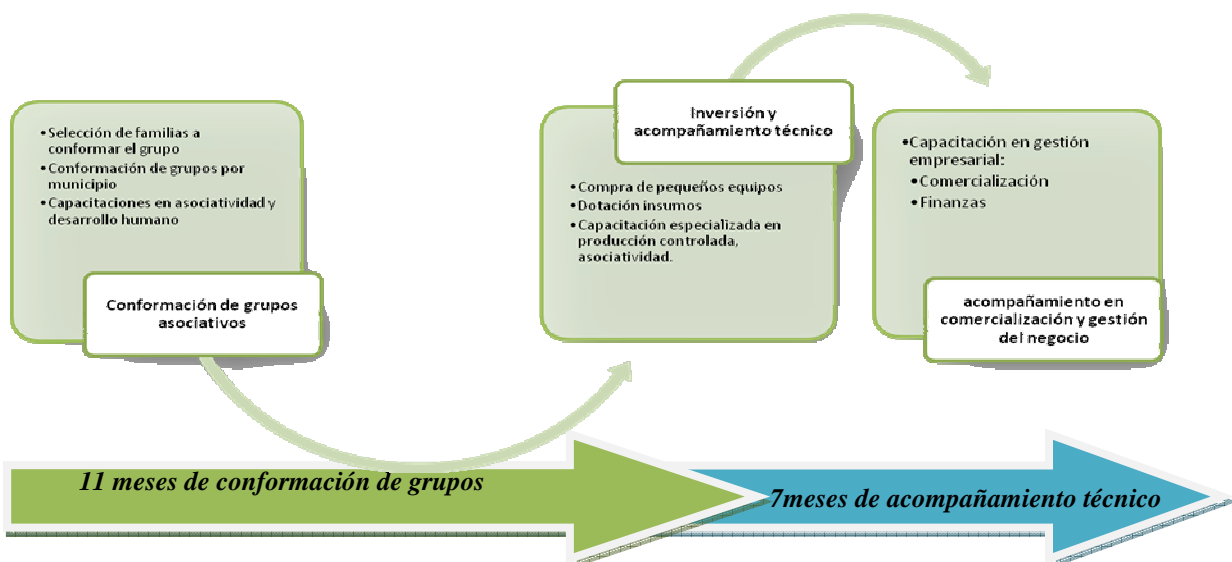 •Selección de familias a
conformar el grupo
•Conformación de grupos por
municipio
•Capacitaciones en asociatividad y
desarrollo humano
Conformación de grupos
asociativos
Inversión y
acompañamiento técnico
•Compra de pequeños equipos
•Dotación insumos
•Capacitación especializada en
producción controlada,
asociatividad.
•Capacitación en gestión
empresarial:
•Comercialización
•Finanzas
acompañamiento en
comercialización y gestión
del negocio
11 meses de conformación de grupos
7meses de acompañamiento técnico